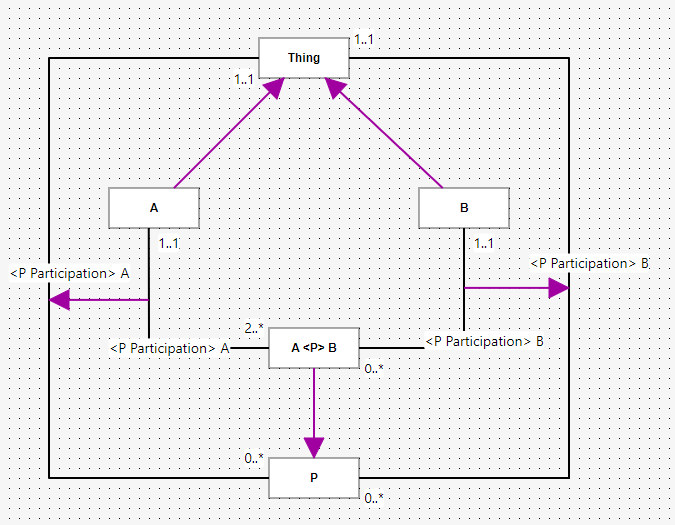 1..1
Thing
1..1
A
B
1..1
1..1
<P Participation> B
<P Participation> A
2..*
<P Participation> B
<P Participation> A
A <P> B
0..*
0..*
P
0..*